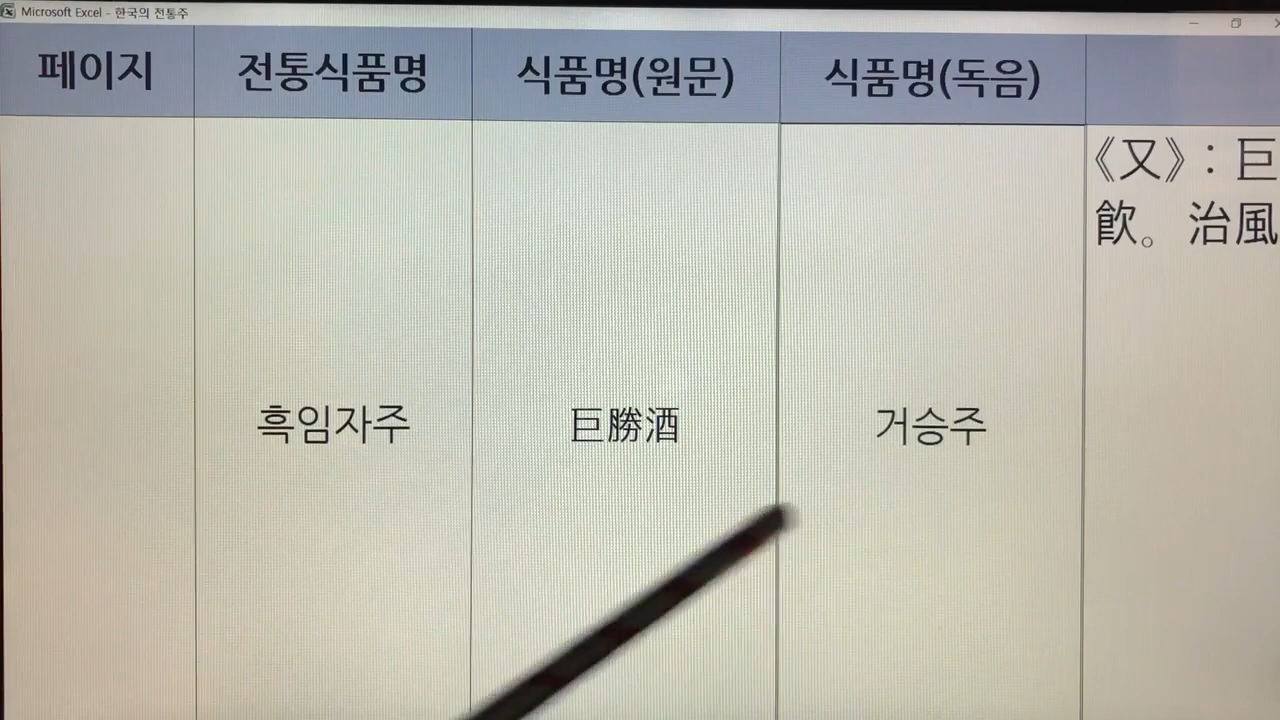 Microsoft Excel - 한국의 전통주
페이지 전통식품명 식품명(원문) 식품명(독음)
《又》：巨
飮。治風
흑임자주 巨勝酒 거승주